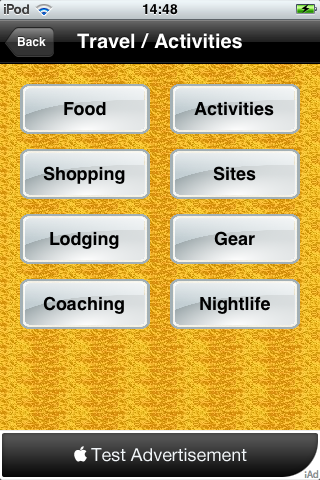 iPod 14:48
Back Travel / Activities
Food Activities
Shopping Sites
Lodging Gear
Coaching Nightlife
Test Advertisement
iAd